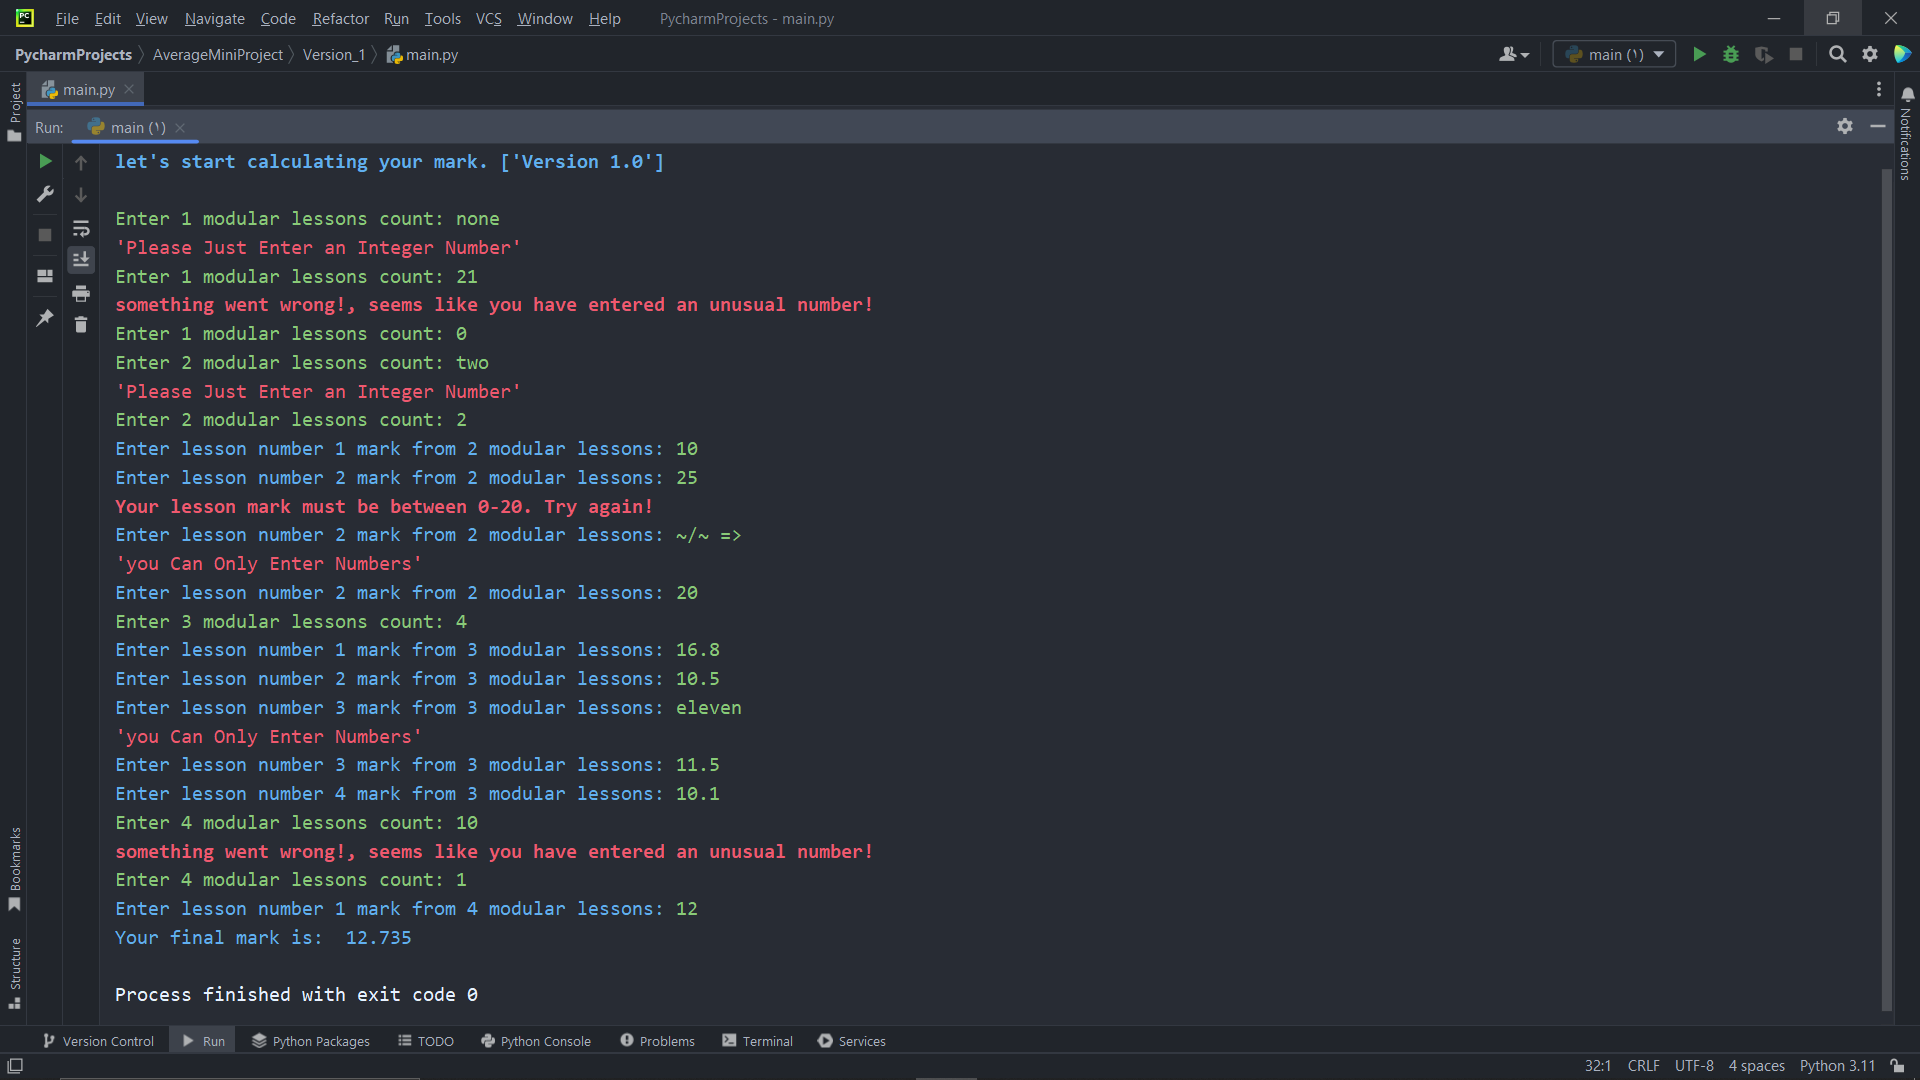 File Edit View Navigate Code Refactor Run Tools VCS Window Help PycharmProjects - main.py
PycharmProjects AverageMiniProject Version_1 main.py main (۱)
Project
main.py
Notifications
Run: main (۱)
let's start calculating your mark. ['Version 1.0']
Enter 1 modular lessons count: none
'Please Just Enter an Integer Number'
Enter 1 modular lessons count: 21
something went wrong!, seems like you have entered an unusual number!
Enter 1 modular lessons count: 0
Enter 2 modular lessons count: two
'Please Just Enter an Integer Number'
Enter 2 modular lessons count: 2
Enter lesson number 1 mark from 2 modular lessons: 10
Enter lesson number 2 mark from 2 modular lessons: 25
Your lesson mark must be between 0-20. Try again!
Enter lesson number 2 mark from 2 modular lessons: ~/~ =>
'you Can Only Enter Numbers'
Enter lesson number 2 mark from 2 modular lessons: 20
Enter 3 modular lessons count: 4
Enter lesson number 1 mark from 3 modular lessons: 16.8
Enter lesson number 2 mark from 3 modular lessons: 10.5
Enter lesson number 3 mark from 3 modular lessons: eleven
'you Can Only Enter Numbers'
Enter lesson number 3 mark from 3 modular lessons: 11.5
Enter lesson number 4 mark from 3 modular lessons: 10.1
Enter 4 modular lessons count: 10
something went wrong!, seems like you have entered an unusual number!
Enter 4 modular lessons count: 1
Enter lesson number 1 mark from 4 modular lessons: 12
Your final mark is:  12.735
Process finished with exit code 0
Bookmarks
Structure
Version Control Run Python Packages TODO Python Console Problems Terminal Services
32:1 CRLF UTF-8 4 spaces Python 3.11